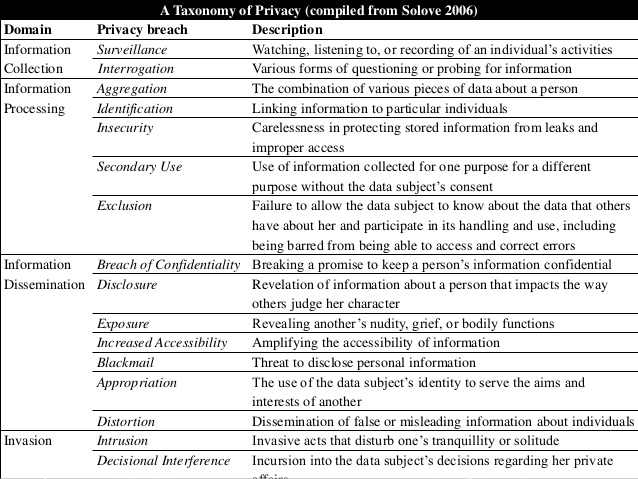 A Taxonomy of Privacy (compiled from Solove 2006)
Domain Privacy breach Description
Information Surveillance Watching, listening to, or recording of an individual's activities
Collection Interrogation Various forms of questioning or probing for information
Information Aggregation The combination of various pieces of data about a person
Processing Identification Linking information to particular individuals
Insecurity Carelessness in protecting stored information from leaks and
improper access
Secondary Use Use of information collected for one purpose for a different
purpose without the data subject's consent
Exclusion Failure to allow the data subject to know about the data that others
have about her and participate in its handling and use, including
being barred from being able to access and correct errors
Information Breach of Confidentiality Breaking a promise to keep a person's information confidential
Dissemination Disclosure Revelation of information about a person that impacts the way
others judge her character
Exposure Revealing another's nudity, grief, or bodily functions
Increased Accessibility Amplifying the accessibility of information
Blackmail Threat to disclose personal information
Appropriation The use of the data subject's identity to serve the aims and
interests of another
Distortion Dissemination of false or misleading information about individuals
Invasion Intrusion Invasive acts that disturb one's tranquillity or solitude
Decisional Interference Incursion into the data subject's decisions regarding her private